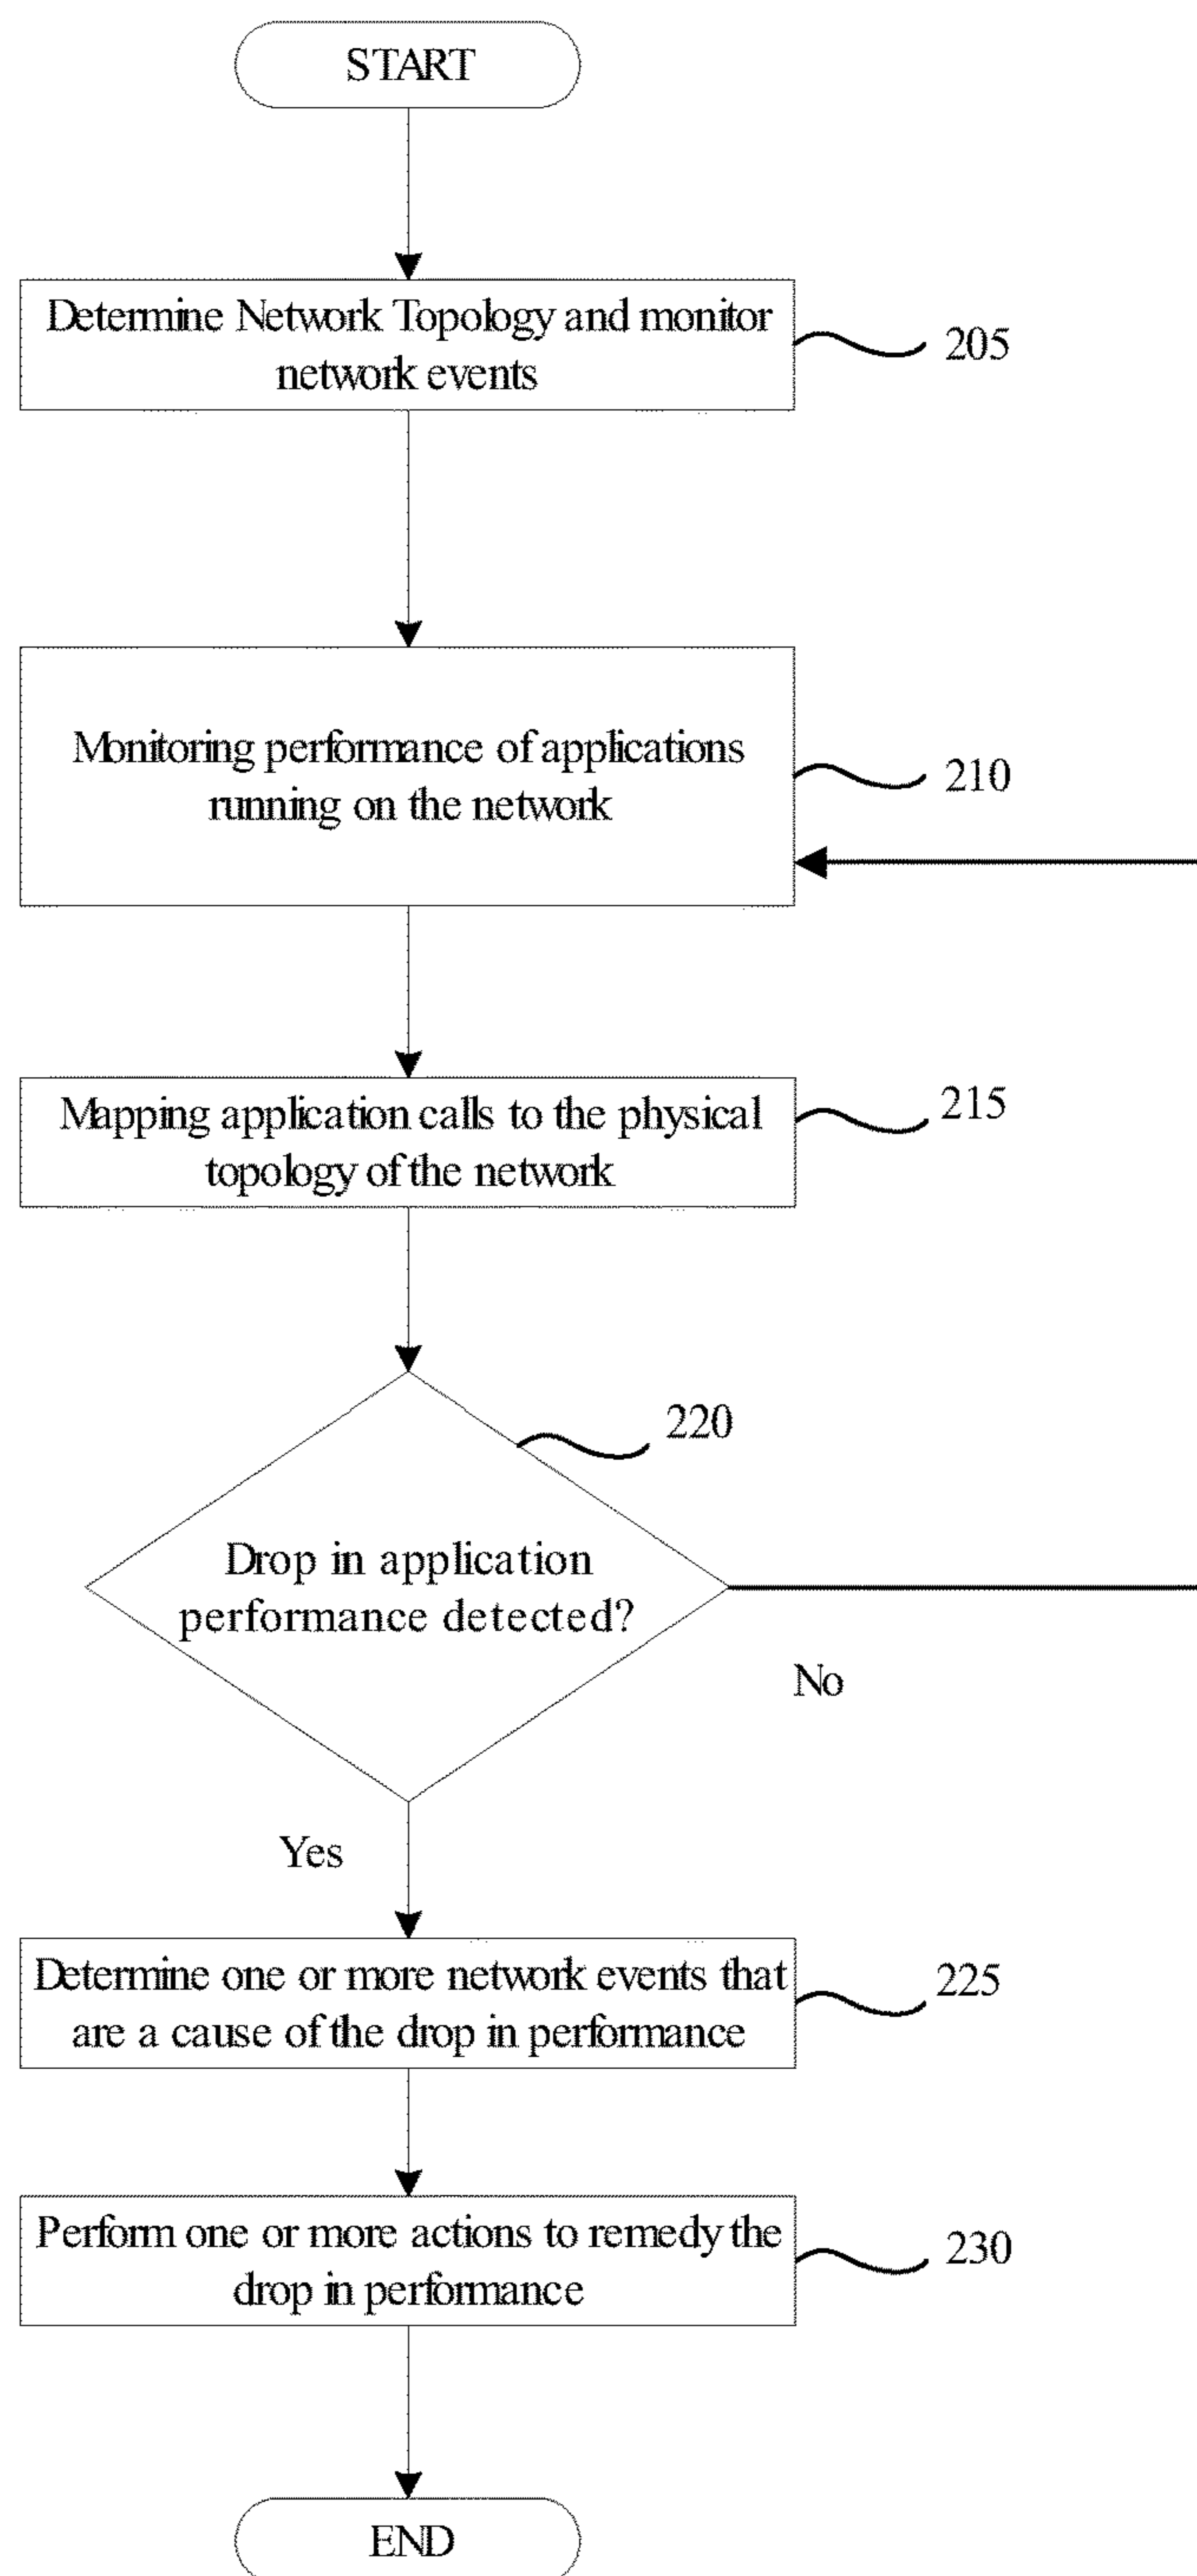 START
Determine Network Topology and monitor
network events
205
Monitoring performance of applications
running on the network
210
Mapping application calls to the physical
topology of the network
215
220
Drop in application
performance detected?
No
Yes
Determine one or more network events that
are a cause of the drop in performance
225
Perform one or more actions to remedy the
drop in performance
230
END